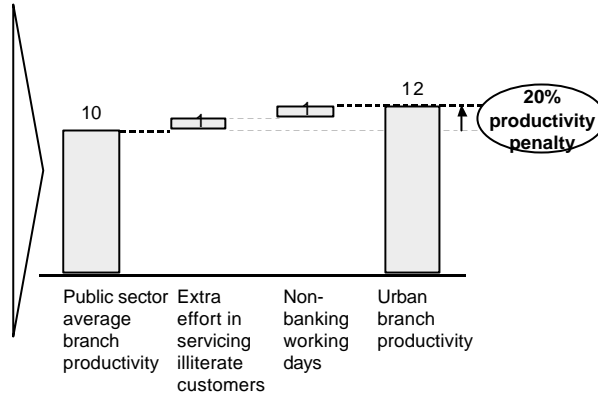 10
1
1
12
20%
productivity
penalty
Public sector
average
branch
productivity
Extra
effort in
servicing
illiterate
customers
Non-
banking
working
days
Urban
branch
productivity